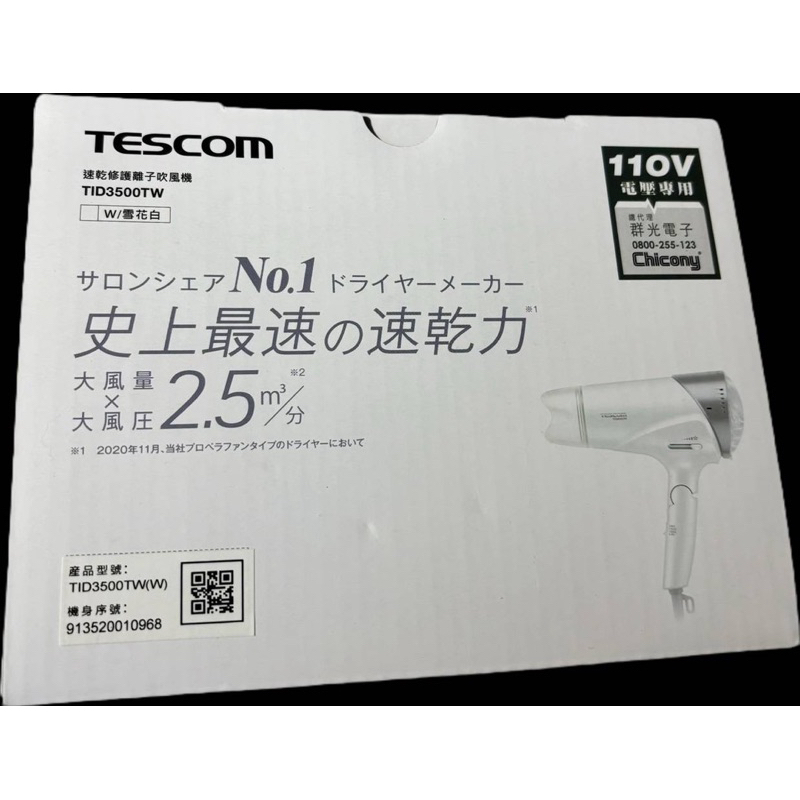 TESCOM
速乾修護離子吹風機
TID3500TW
W/雪花白
110V
電壓專用
總代理
群光電子
0800-255-123
Chicony
サロンシェア No.1 ドライヤーメーカー
史上最速の速乾力※1
大風量
×
大風圧
2.5m³/分※2
※1 2020年11月、当社プロペラファンタイプのドライヤーにおいて
產品型號:
TID3500TW(W)
機身序號:
913520010968
TESCOM